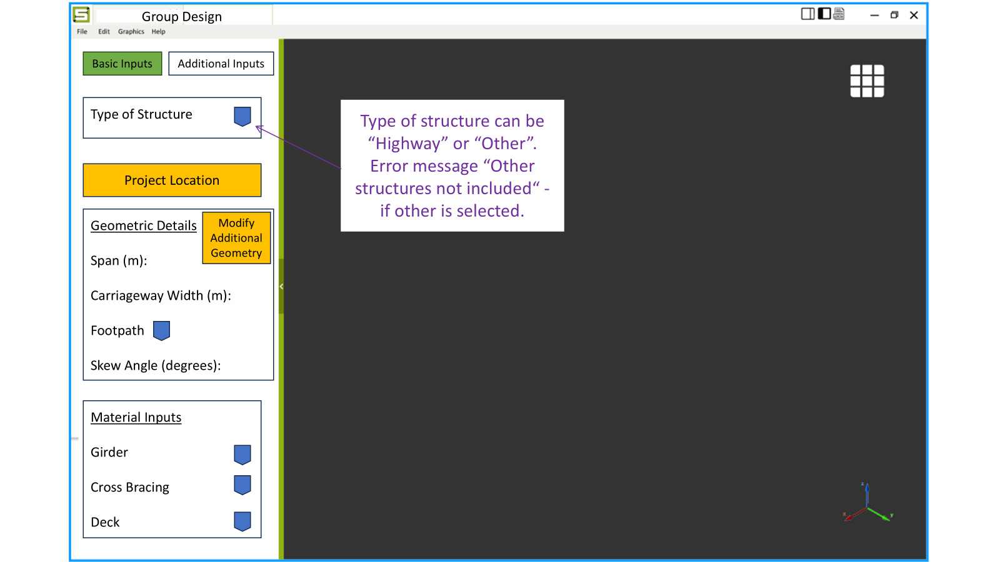 Group Design
File Edit Graphics Help
Basic Inputs
Additional Inputs
Type of Structure
Type of structure can be
“Highway” or “Other”.
Error message “Other
structures not included“ -
if other is selected.
Project Location
Geometric Details
Modify
Additional
Geometry
Span (m):
Carriageway Width (m):
Footpath
Skew Angle (degrees):
Material Inputs
Girder
Cross Bracing
Deck
z
x
y